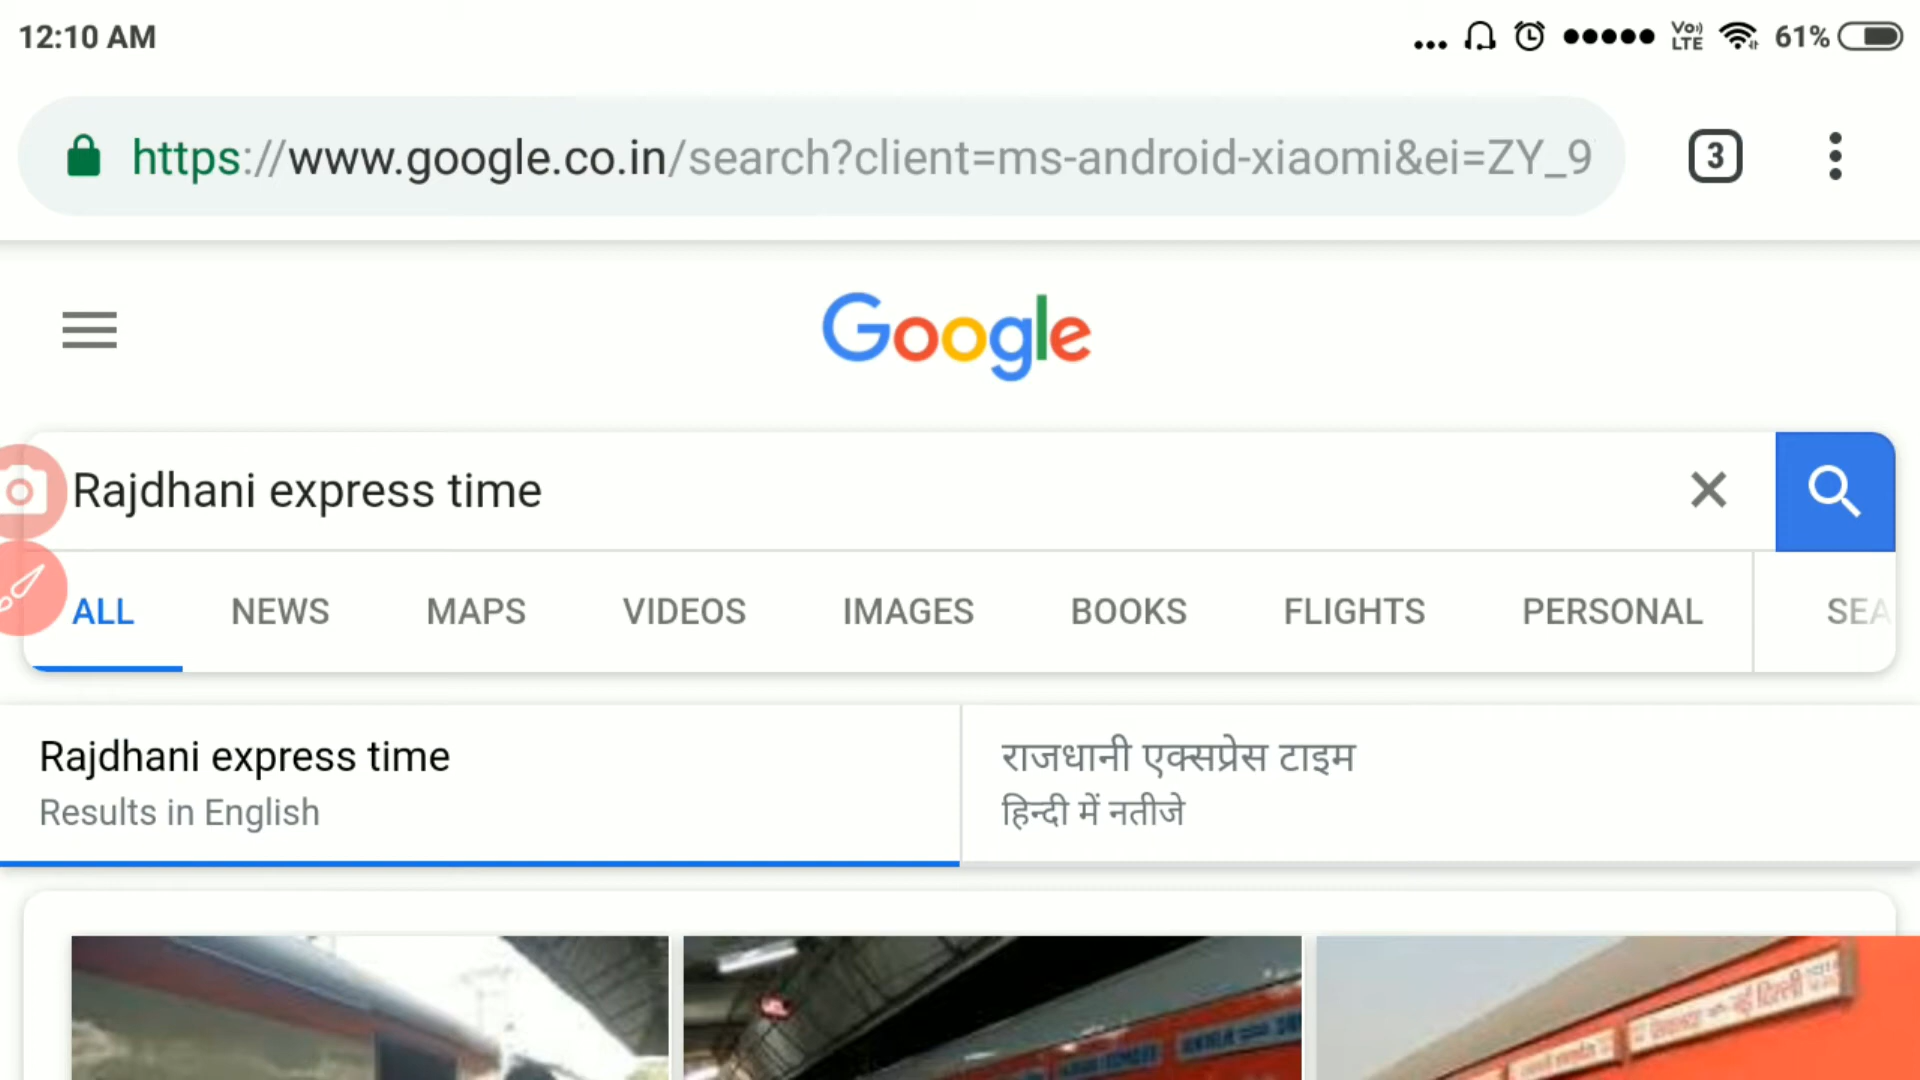 12:10 AM
VoLTE 61%
https://www.google.co.in/search?client=ms-android-xiaomi&ei=ZY_9
3
Google
Rajdhani express time
ALL NEWS MAPS VIDEOS IMAGES BOOKS FLIGHTS PERSONAL SEA
Rajdhani express time
Results in English
राजधानी एक्सप्रेस टाइम
हिन्दी में नतीजे
नई दिल्ली